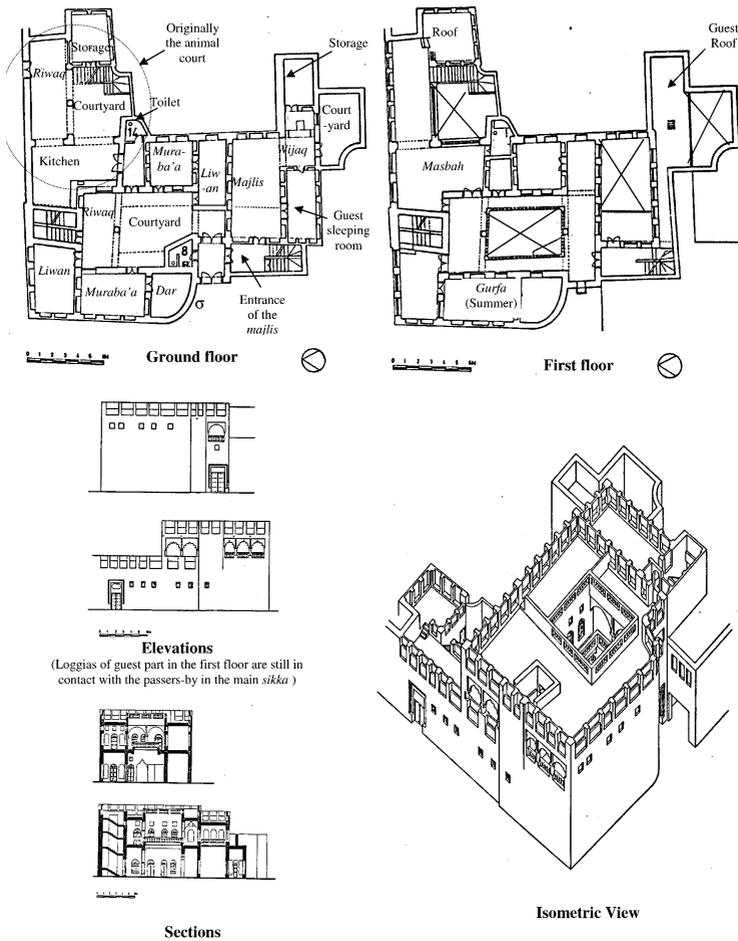 Originally
the animal
court
Storage
Riwaq
Courtyard
Toilet
14
Kitchen
Mura-
ba'a
Liw
-an
Majlis
Storage
Court
-yard
Wijaq
Guest
sleeping
room
Riwaq
Courtyard
8
Liwan
Muraba'a
Dar
Entrance
of the
majlis
Ground floor
Roof
Guest
Roof
Masbah
Gurfa
(Summer)
First floor
Elevations
(Loggias of guest part in the first floor are still in
contact with the passers-by in the main sikka )
Sections
Isometric View